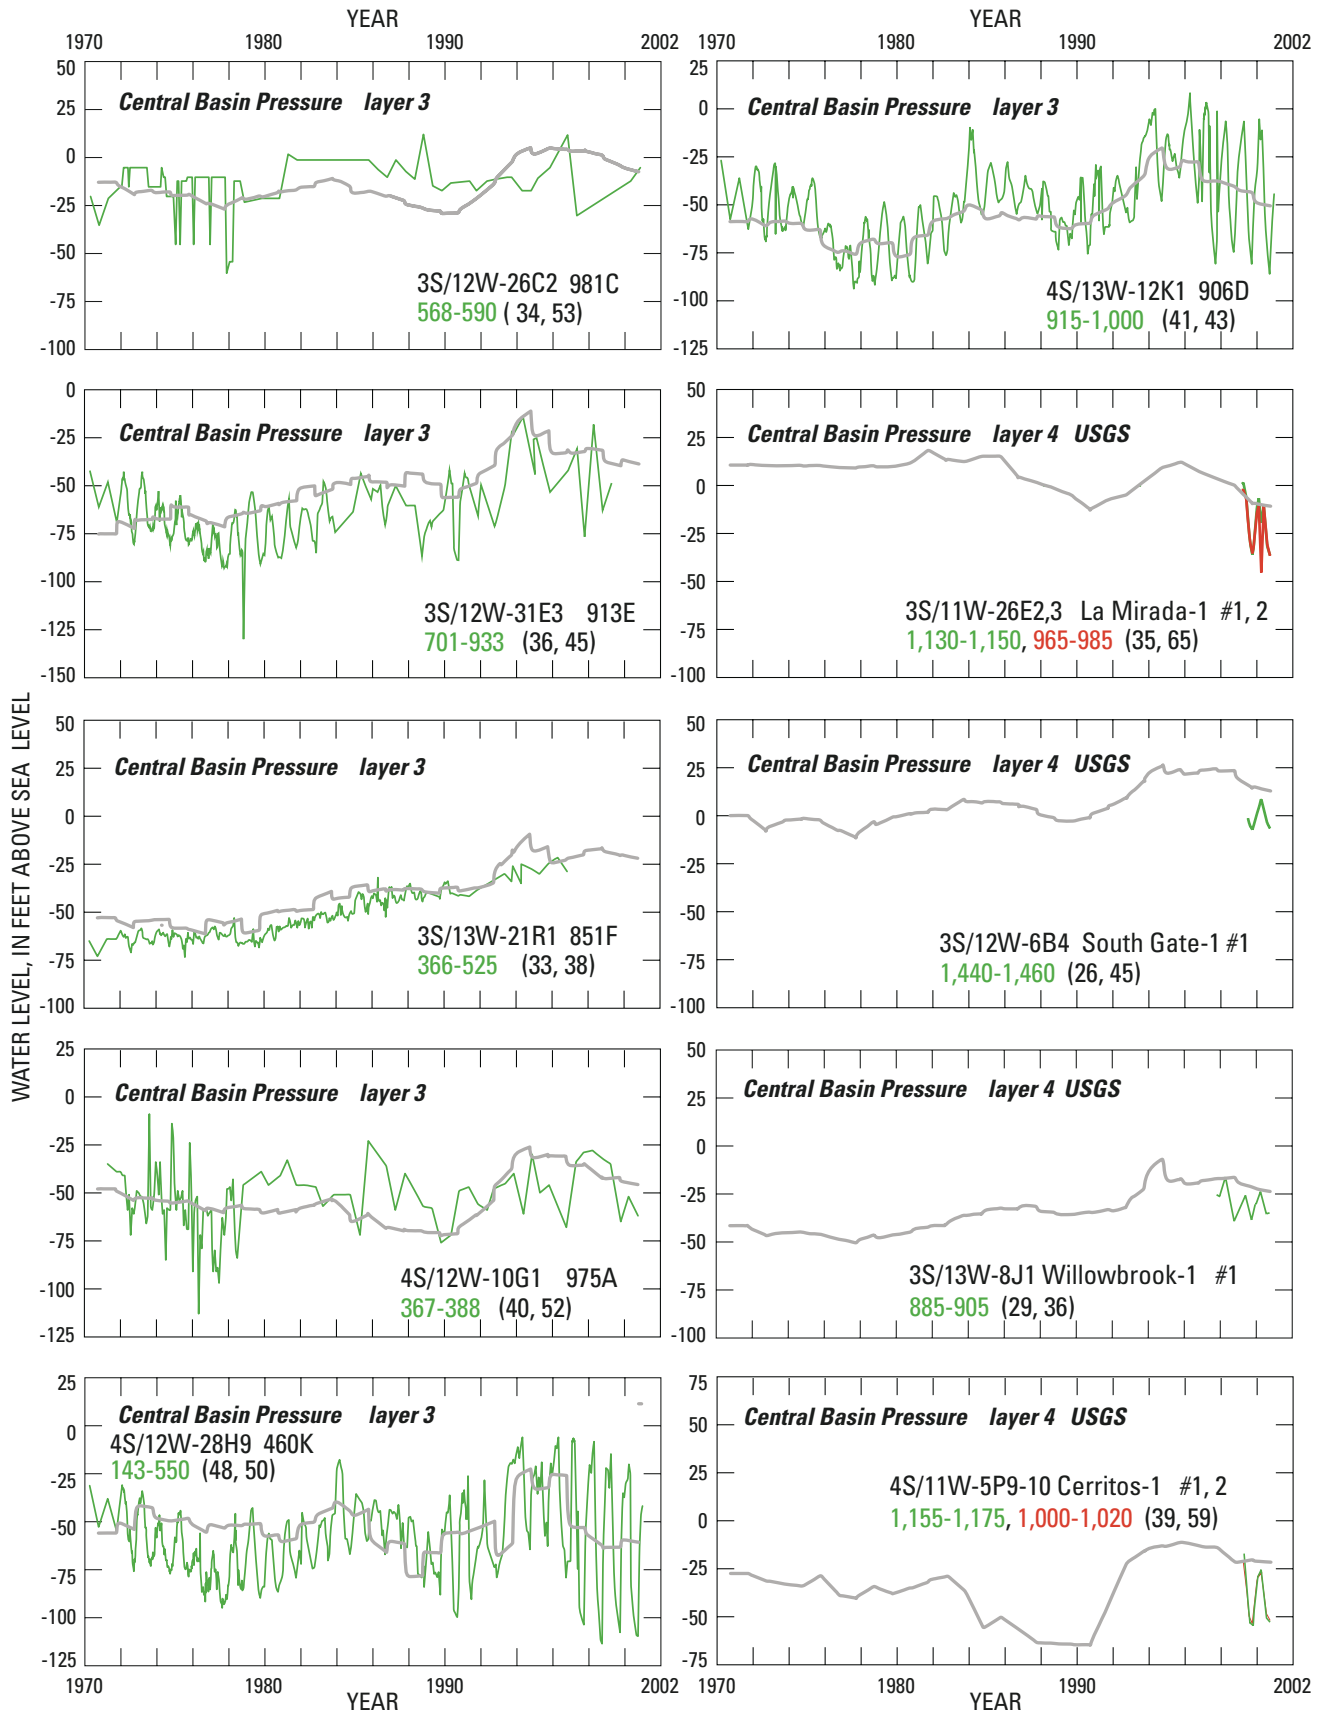 YEAR
1970 1980 1990 2002
50
25
0
-25
-50
-75
-100
Central Basin Pressure layer 3
3S/12W-26C2 981C
568-590 ( 34, 53)
0
-25
-50
-75
-100
-125
-150
Central Basin Pressure layer 3
3S/12W-31E3 913E
701-933 (36, 45)
WATER LEVEL, IN FEET ABOVE SEA LEVEL
50
25
0
-25
-50
-75
-100
Central Basin Pressure layer 3
3S/13W-21R1 851F
366-525 (33, 38)
25
0
-25
-50
-75
-100
-125
Central Basin Pressure layer 3
4S/12W-10G1 975A
367-388 (40, 52)
25
0
-25
-50
-75
-100
-125
Central Basin Pressure layer 3
4S/12W-28H9 460K
143-550 (48, 50)
1970 1980 1990 2002
YEAR
YEAR
1970 1980 1990 2002
25
0
-25
-50
-75
-100
-125
Central Basin Pressure layer 3
4S/13W-12K1 906D
915-1,000 (41, 43)
50
25
0
-25
-50
-75
-100
Central Basin Pressure layer 4 USGS
3S/11W-26E2,3 La Mirada-1 #1, 2
1,130-1,150, 965-985 (35, 65)
50
25
0
-25
-50
-75
-100
Central Basin Pressure layer 4 USGS
3S/12W-6B4 South Gate-1 #1
1,440-1,460 (26, 45)
50
25
0
-25
-50
-75
-100
Central Basin Pressure layer 4 USGS
3S/13W-8J1 Willowbrook-1 #1
885-905 (29, 36)
75
50
25
0
-25
-50
-75
Central Basin Pressure layer 4 USGS
4S/11W-5P9-10 Cerritos-1 #1, 2
1,155-1,175, 1,000-1,020 (39, 59)
1970 1980 1990 2002
YEAR